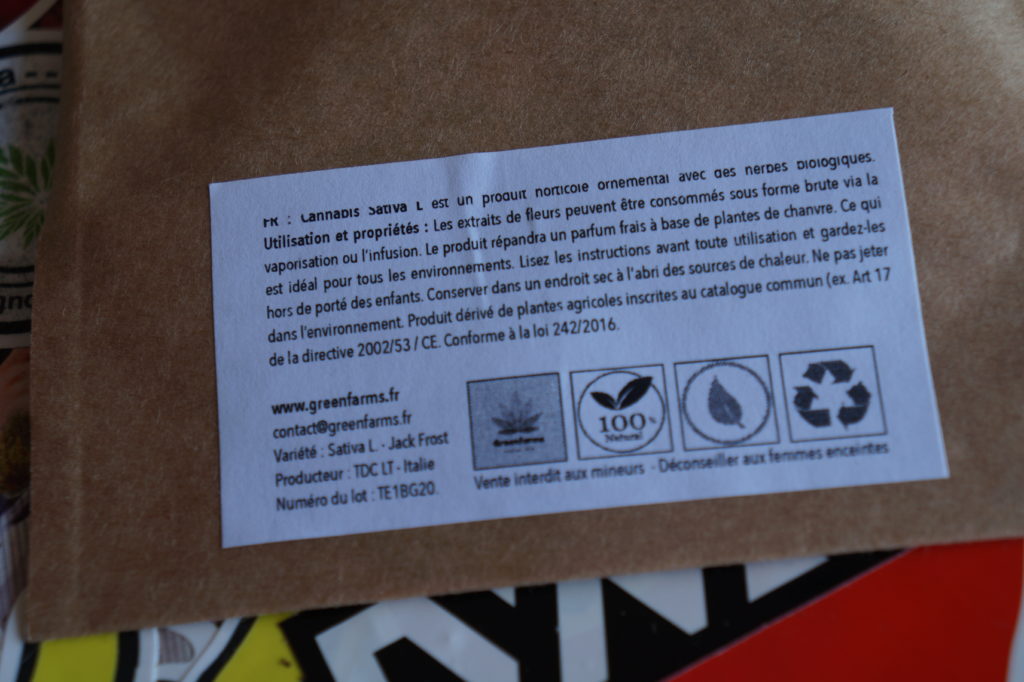 FR : Cannabis Sativa L est un produit horticole ornemental avec des herbes biologiques.
Utilisation et propriétés : Les extraits de fleurs peuvent être consommés sous forme brute via la
vaporisation ou l'infusion. Le produit répandra un parfum frais à base de plantes de chanvre. Ce qui
est idéal pour tous les environnements. Lisez les instructions avant toute utilisation et gardez-les
hors de porté des enfants. Conserver dans un endroit sec à l'abri des sources de chaleur. Ne pas jeter
dans l'environnement. Produit dérivé de plantes agricoles inscrites au catalogue commun (ex. Art 17
de la directive 2002/53 / CE. Conforme à la loi 242/2016.
www.greenfarms.fr
contact@greenfarms.fr
Variété : Sativa L - Jack Frost
Producteur : TDC LT - Italie
Numéro du lot : TE1BG20.
Greenfarms
100%
Natural
Vente interdit aux mineurs - Déconseiller aux femmes enceintes